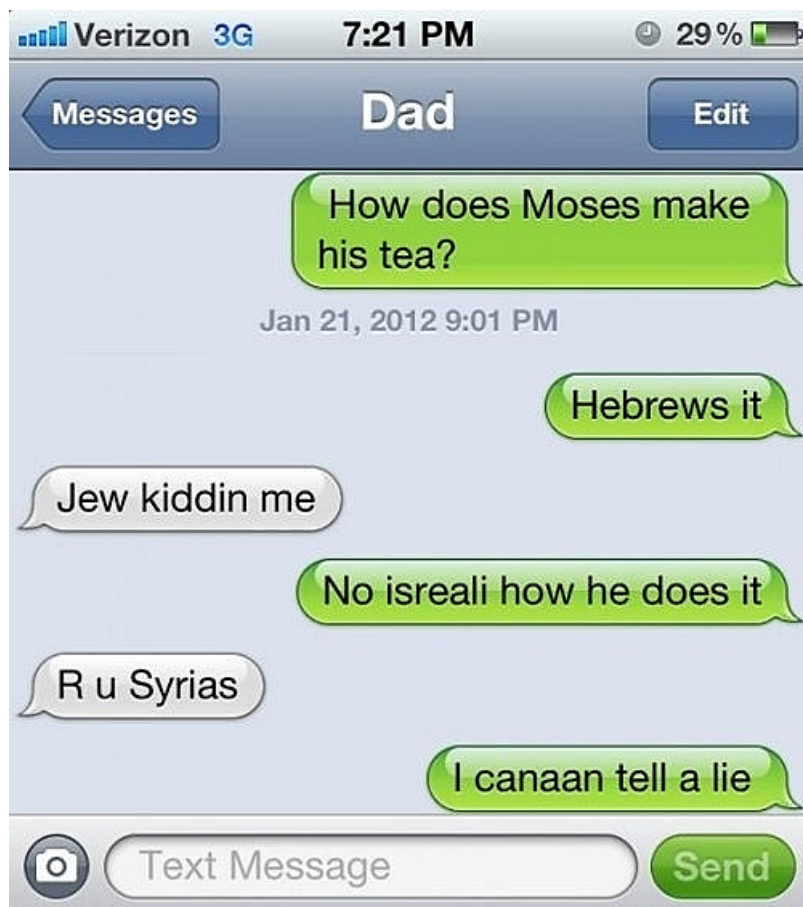 Verizon 3G 7:21 PM 29%
Messages Dad Edit
How does Moses make
his tea?
Jan 21, 2012 9:01 PM
Hebrews it
Jew kiddin me
No isreali how he does it
R u Syrias
I canaan tell a lie
Text Message Send